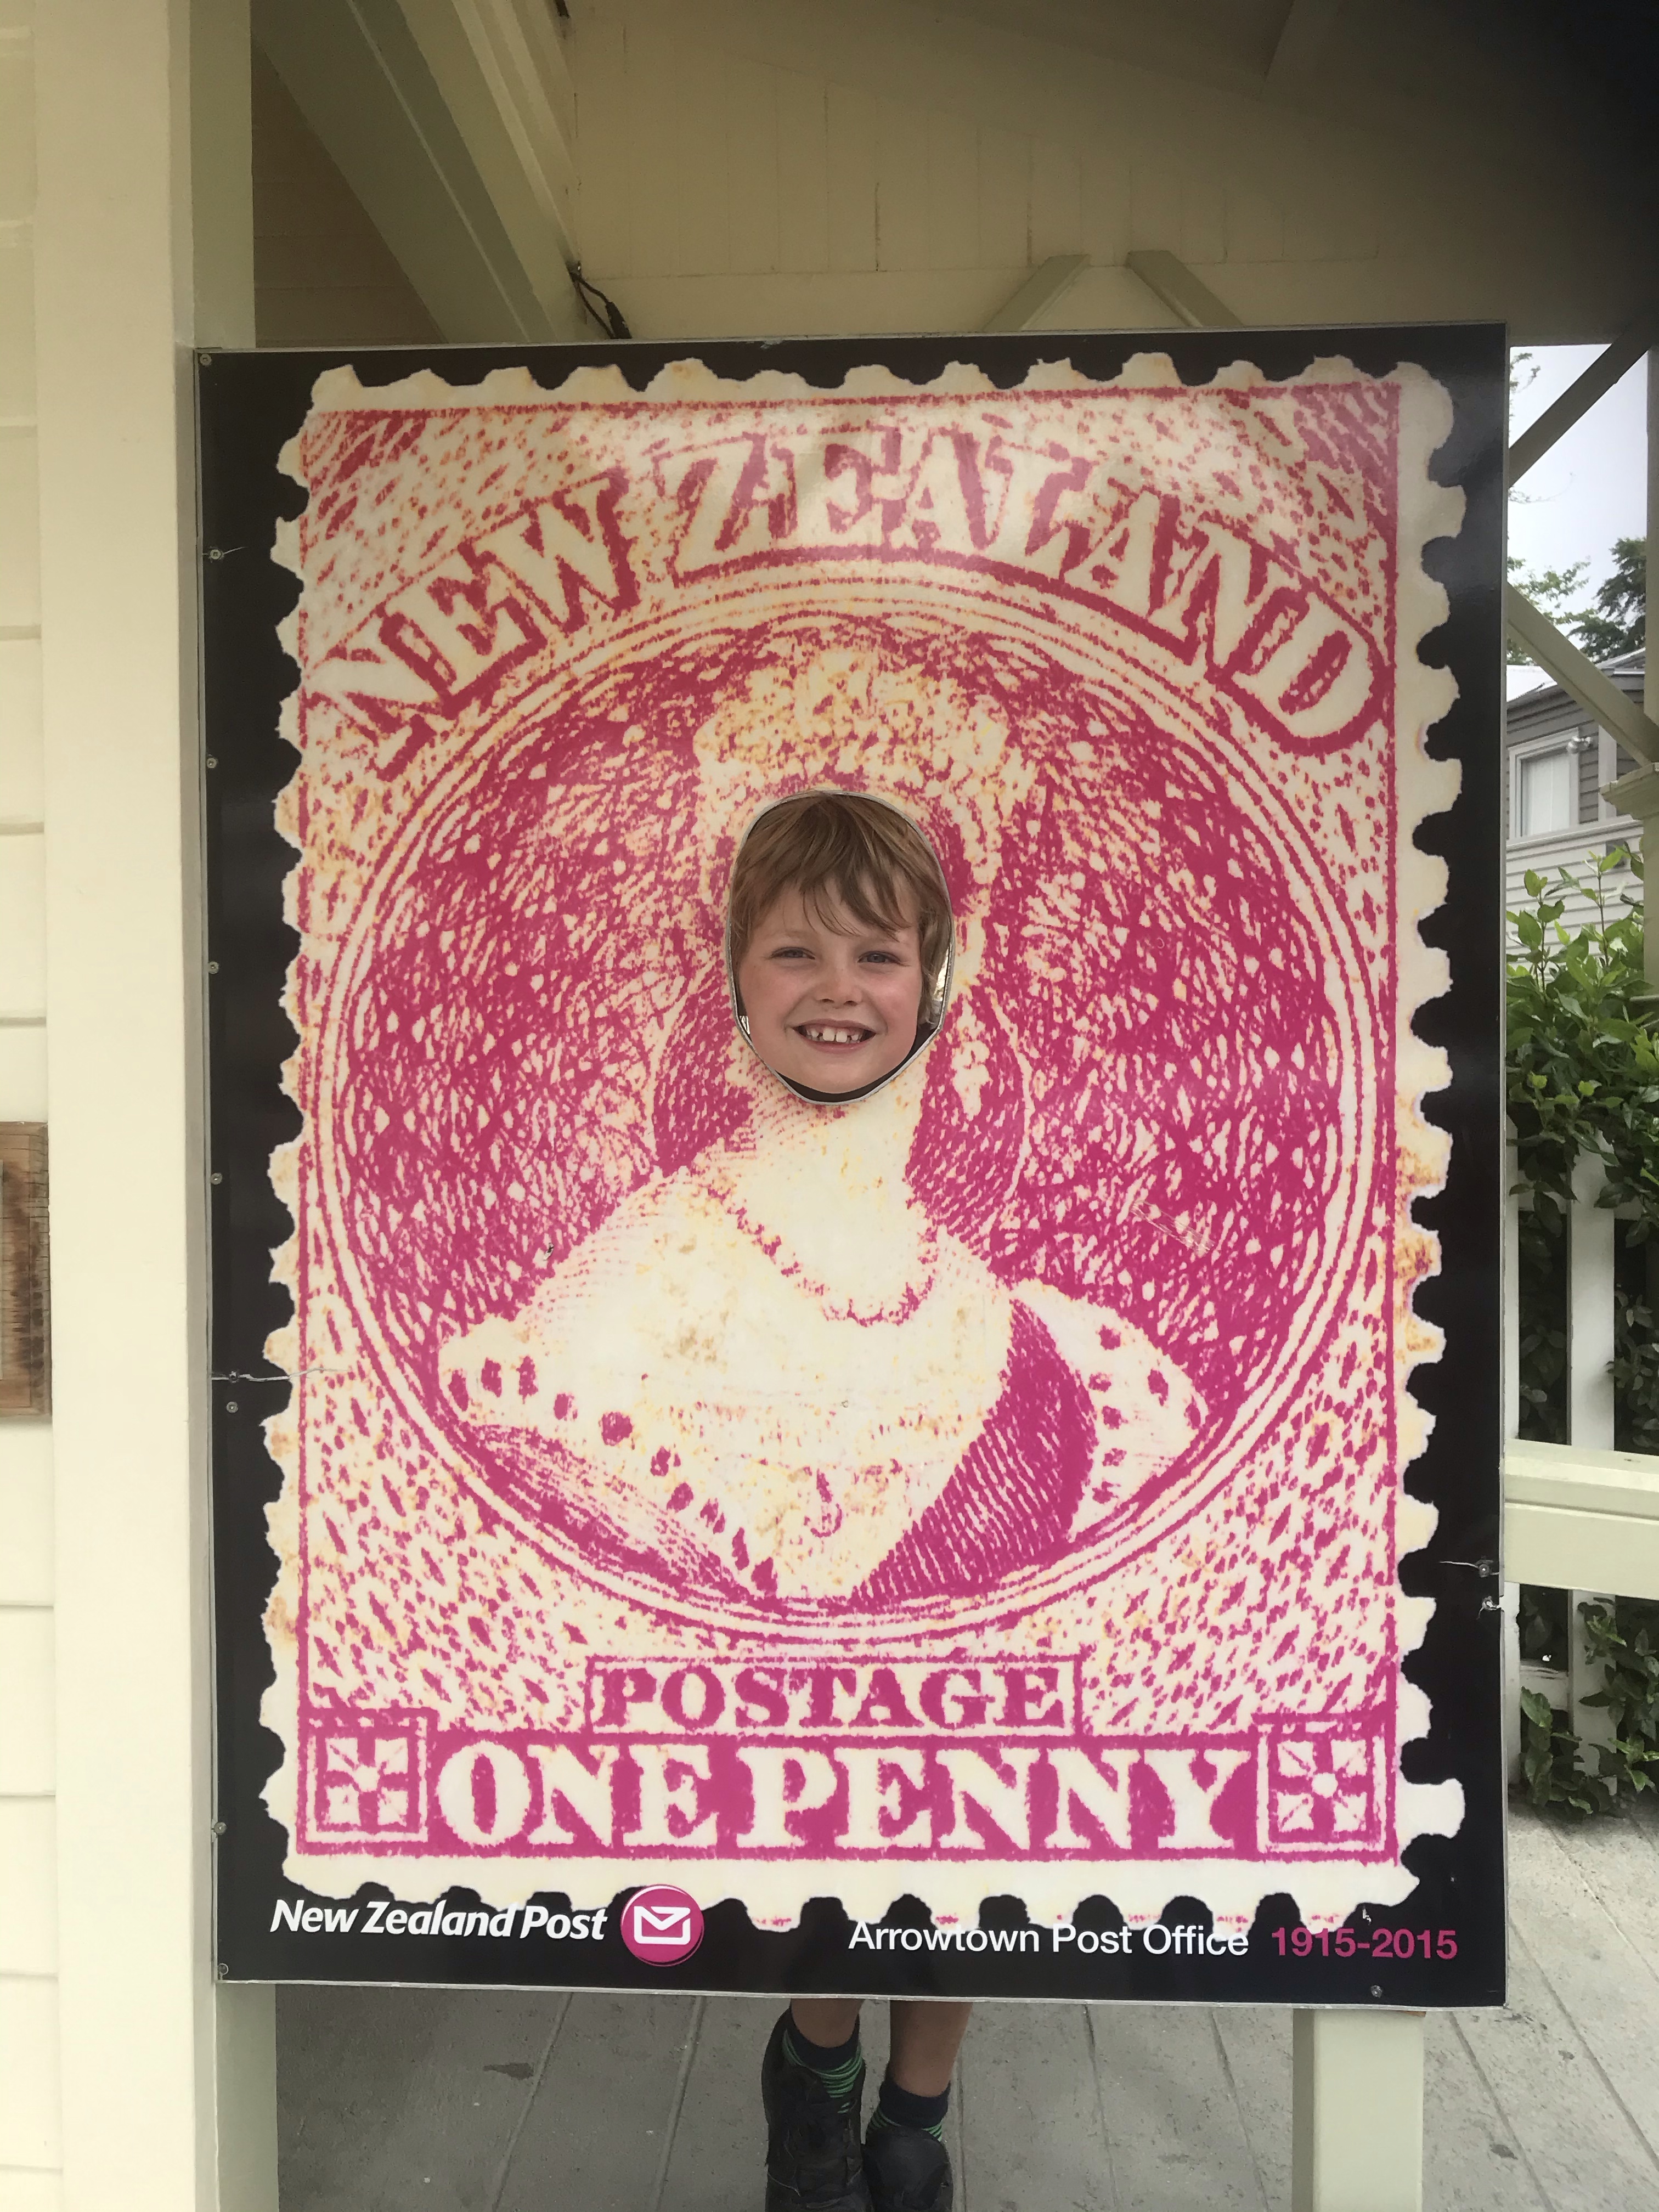 NEW ZEALAND
POSTAGE
ONE PENNY
New Zealand Post
Arrowtown Post Office 1915-2015